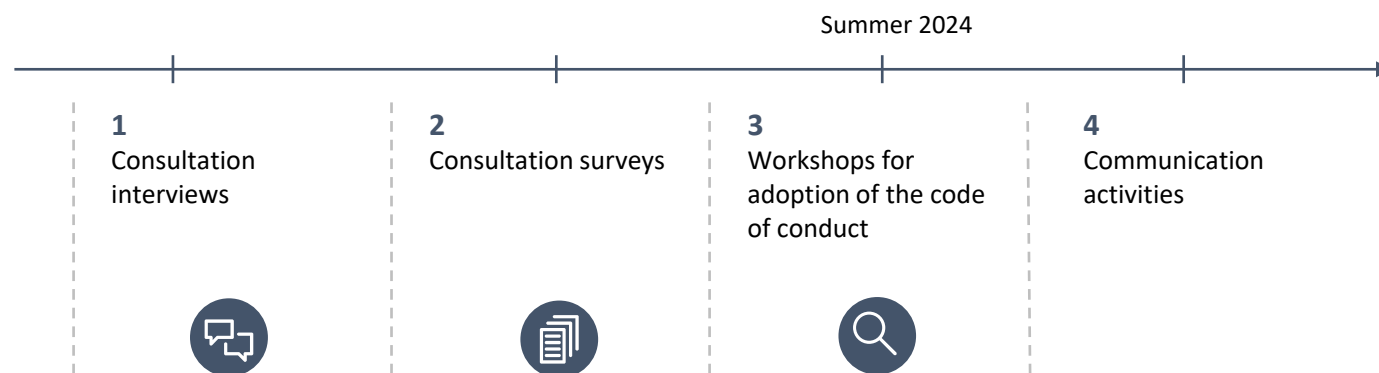 Summer 2024
1
Consultation
interviews
2
Consultation surveys
3
Workshops for
adoption of the code
of conduct
4
Communication
activities